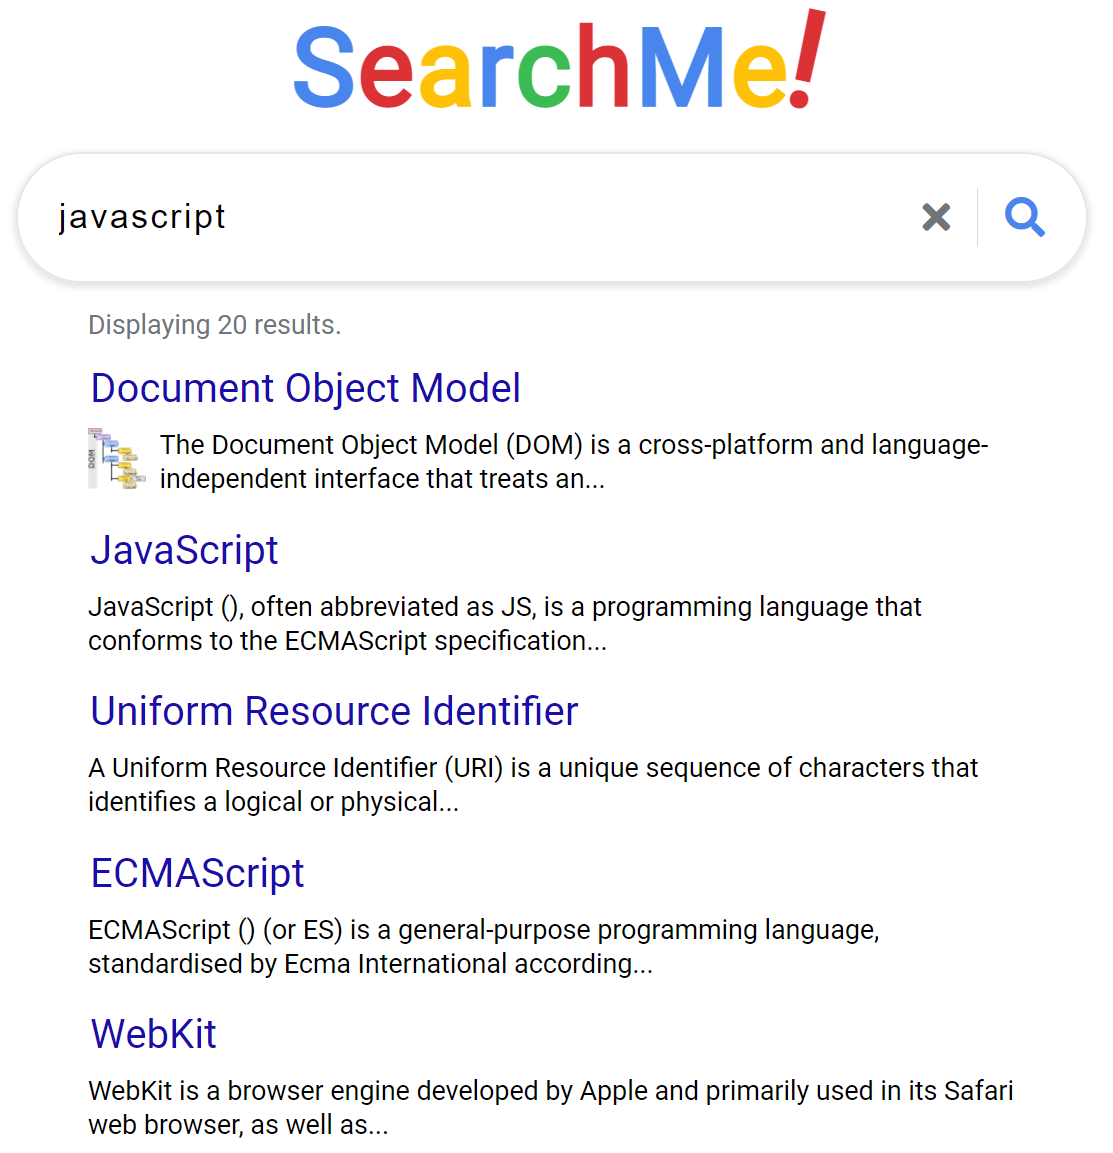 SearchMe!
javascript
Displaying 20 results.
Document Object Model
DOM
The Document Object Model (DOM) is a cross-platform and language-
independent interface that treats an...
JavaScript
JavaScript (), often abbreviated as JS, is a programming language that
conforms to the ECMAScript specification...
Uniform Resource Identifier
A Uniform Resource Identifier (URI) is a unique sequence of characters that
identifies a logical or physical...
ECMAScript
ECMAScript () (or ES) is a general-purpose programming language,
standardised by Ecma International according...
WebKit
WebKit is a browser engine developed by Apple and primarily used in its Safari
web browser, as well as...